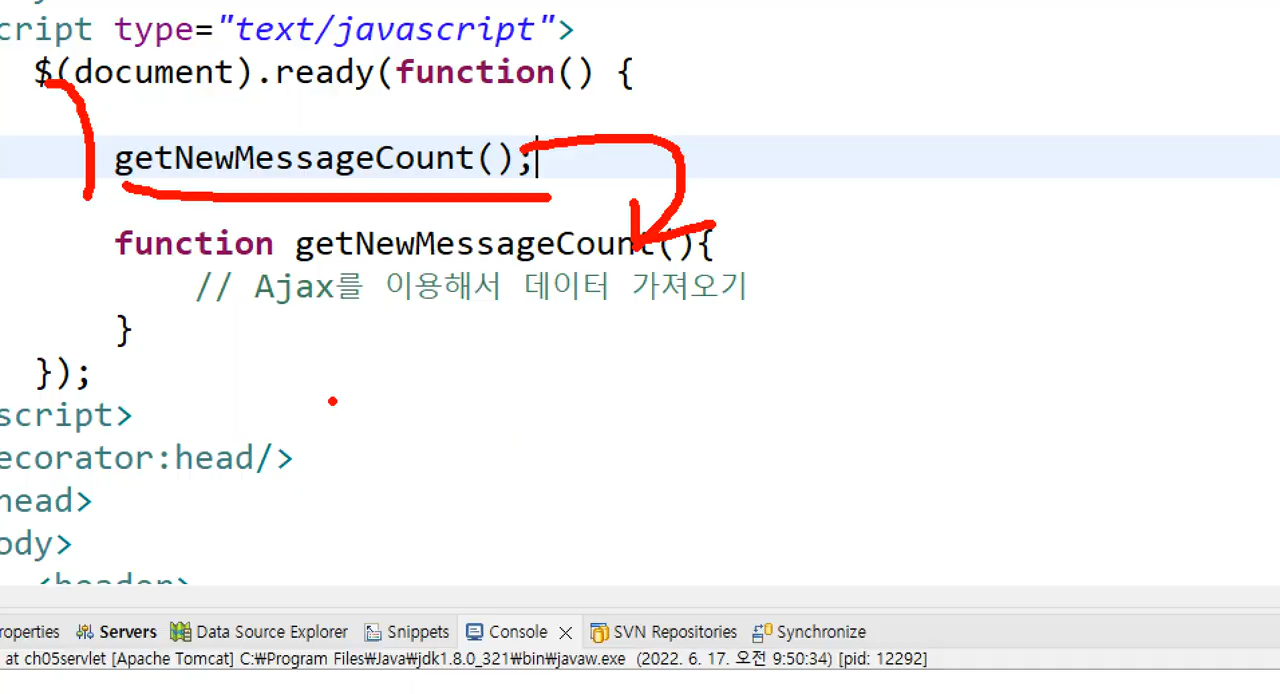 cript type="text/javascript">
$(document).ready(function() {
getNewMessageCount();
function getNewMessageCount(){
// Ajax를 이용해서 데이터 가져오기
}
});
script>
ecorator:head/>
head>
ody>
<header>
roperties Servers Data Source Explorer Snippets Console SVN Repositories Synchronize
at ch05servlet [Apache Tomcat] C:₩Program Files₩Java₩jdk1.8.0_321₩bin₩javaw.exe (2022. 6. 17. 오전 9:50:34) [pid: 12292]